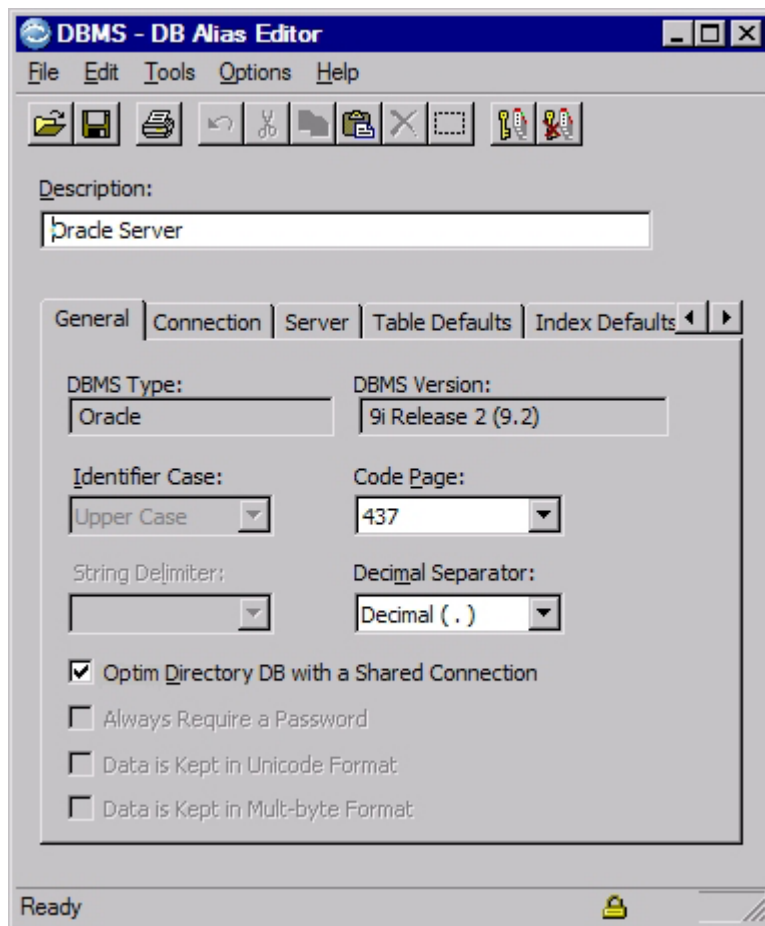 DBMS - DB Alias Editor
File Edit Tools Options Help
Description:
Oracle Server
General Connection Server Table Defaults Index Defaults
DBMS Type: DBMS Version:
Oracle 9i Release 2 (9.2)
Identifier Case: Code Page:
Upper Case 437
String Delimiter: Decimal Separator:
Decimal ( . )
Optim Directory DB with a Shared Connection
Always Require a Password
Data is Kept in Unicode Format
Data is Kept in Mult-byte Format
Ready